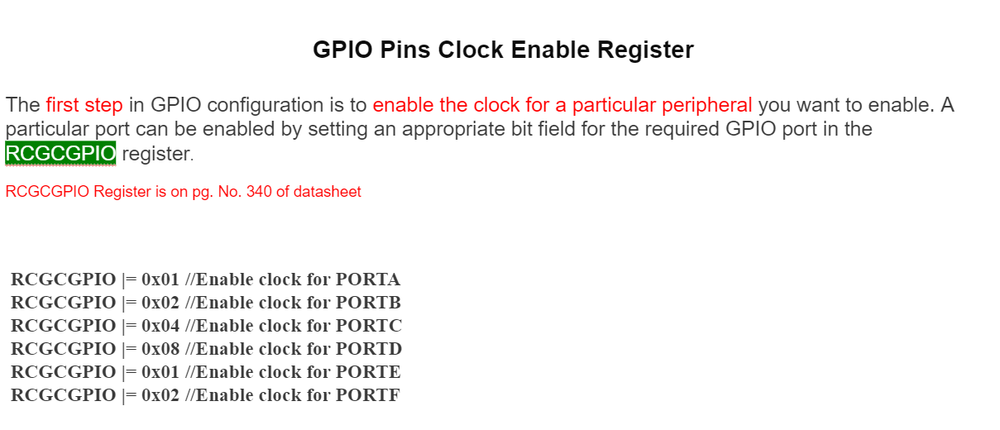 GPIO Pins Clock Enable Register
The first step in GPIO configuration is to enable the clock for a particular peripheral you want to enable. A
particular port can be enabled by setting an appropriate bit field for the required GPIO port in the
RCGCGPIO register.
RCGCGPIO Register is on pg. No. 340 of datasheet
RCGCGPIO |= 0x01 //Enable clock for PORTA
RCGCGPIO |= 0x02 //Enable clock for PORTB
RCGCGPIO |= 0x04 //Enable clock for PORTC
RCGCGPIO |= 0x08 //Enable clock for PORTD
RCGCGPIO |= 0x01 //Enable clock for PORTE
RCGCGPIO |= 0x02 //Enable clock for PORTF